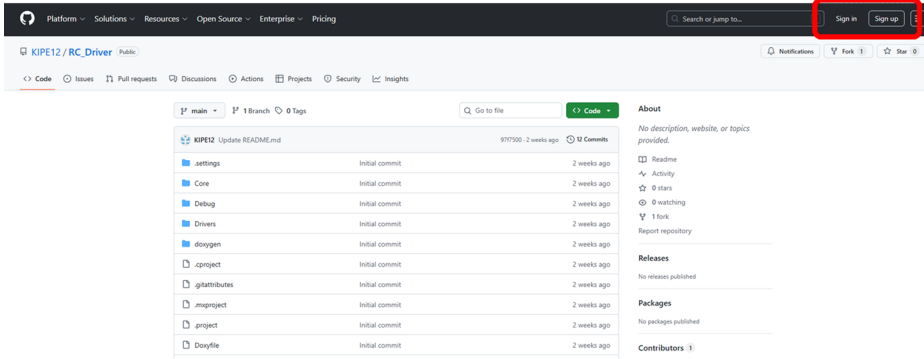 Platform Solutions Resources Open Source Enterprise Pricing Search or jump to... Sign in Sign up
KIPE12 / RC_Driver Public Notifications Fork 1 Star 0
Code Issues Pull requests Discussions Actions Projects Security Insights
main 1 Branch 0 Tags Go to file Code
KIPE12 Update README.md 97f7500 · 2 weeks ago 12 Commits
.settings Initial commit 2 weeks ago
Core Initial commit 2 weeks ago
Debug Initial commit 2 weeks ago
Drivers Initial commit 2 weeks ago
doxygen Initial commit 2 weeks ago
.cproject Initial commit 2 weeks ago
.gitattributes Initial commit 2 weeks ago
.mxproject Initial commit 2 weeks ago
.project Initial commit 2 weeks ago
Doxyfile Initial commit 2 weeks ago
About
No description, website, or topics
provided.
Readme
Activity
0 stars
0 watching
1 fork
Report repository
Releases
No releases published
Packages
No packages published
Contributors 1